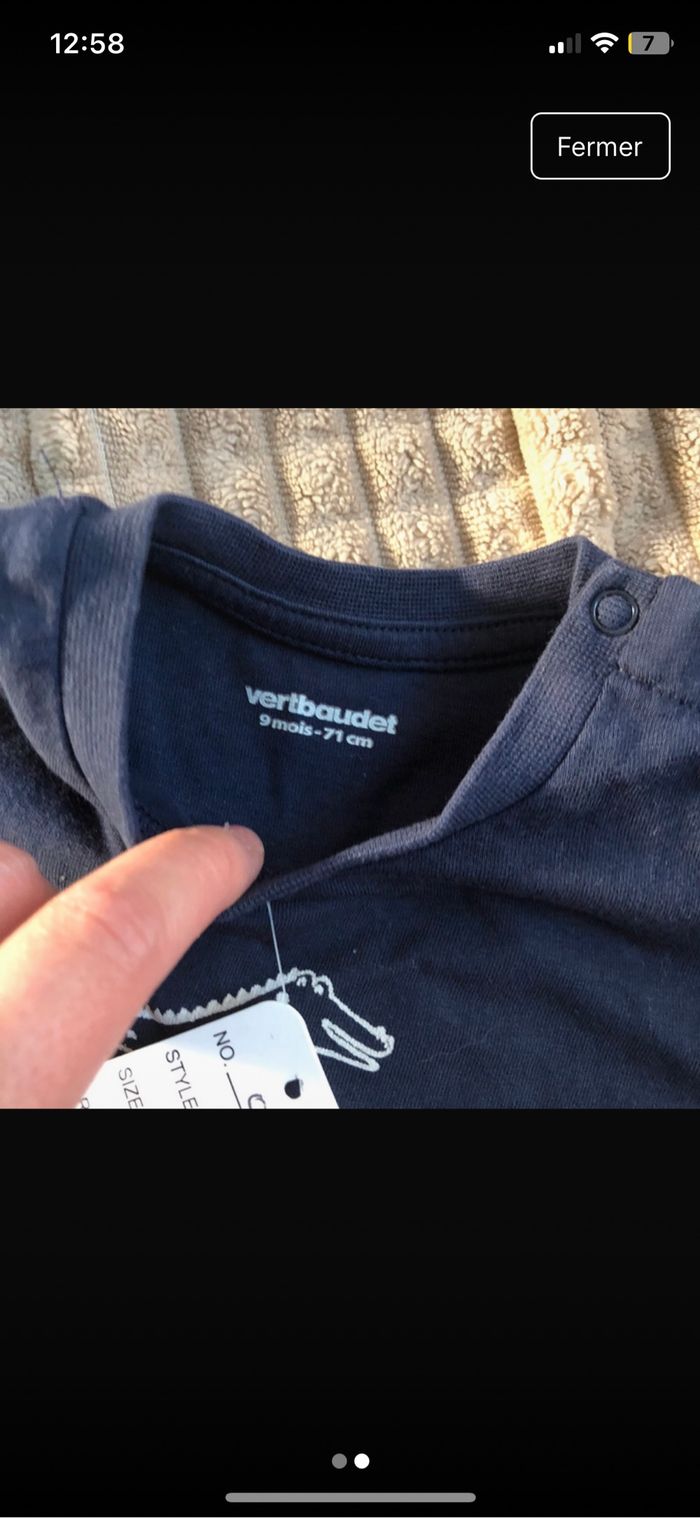 12:58
7
Fermer
vertbaudet
9 mois - 71 cm
NO.
STYLE
SIZE